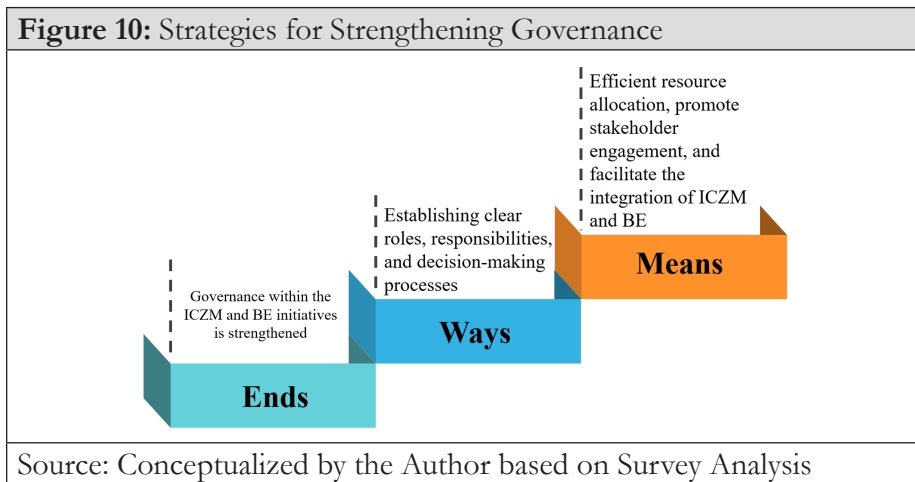 Figure 10: Strategies for Strengthening Governance
Efficient resource
allocation, promote
stakeholder
engagement, and
facilitate the
integration of ICZM
and BE
Means
Establishing clear
roles, responsibilities,
and decision-making
processes
Ways
Governance within the
ICZM and BE initiatives
is strengthened
Ends
Source: Conceptualized by the Author based on Survey Analysis